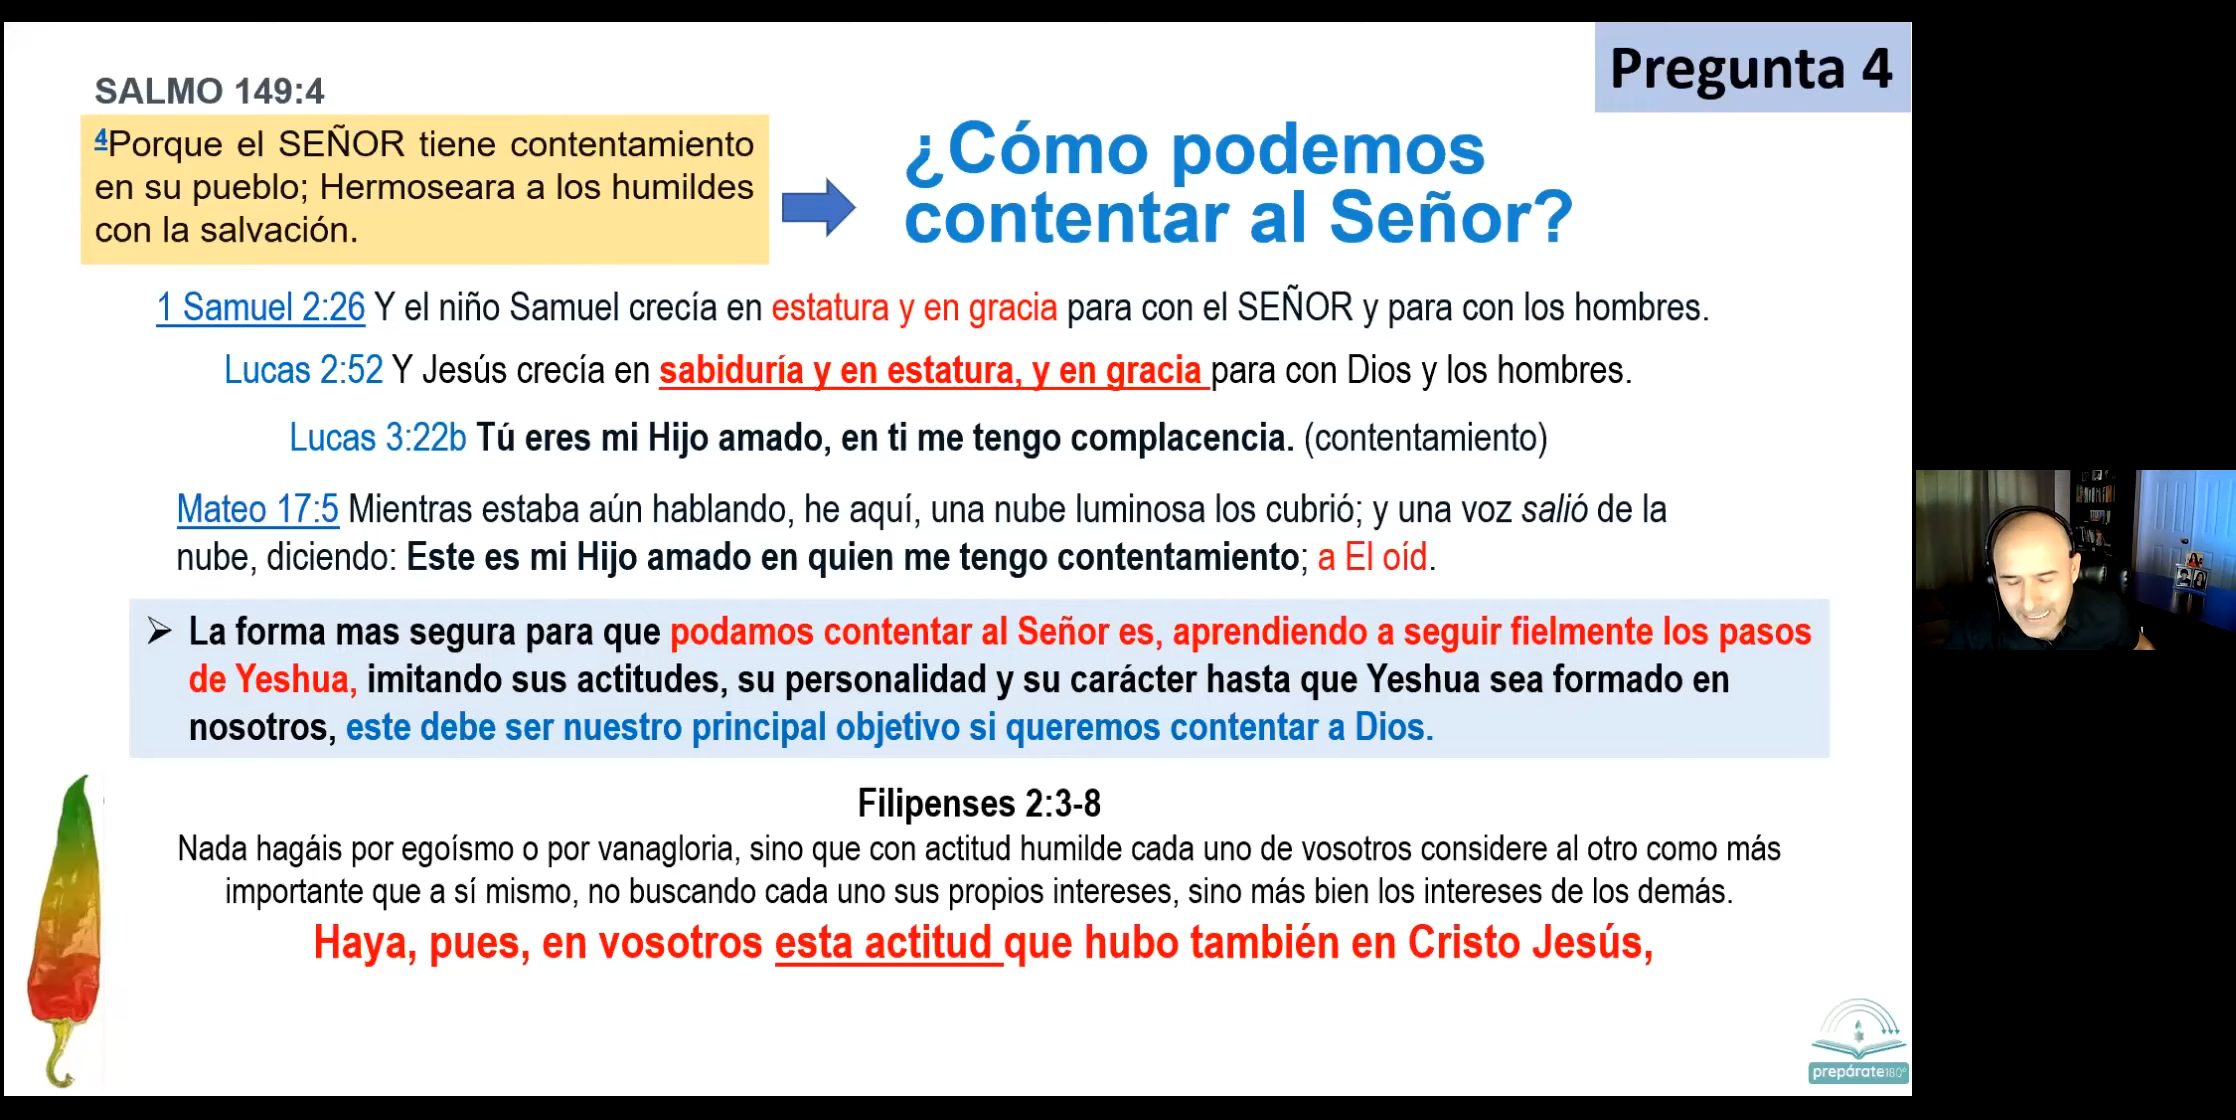 Pregunta 4
SALMO 149:4
4Porque el SEÑOR tiene contentamiento
en su pueblo; Hermoseara a los humildes
con la salvación.
¿Cómo podemos
contentar al Señor?
1 Samuel 2:26 Y el niño Samuel crecía en estatura y en gracia para con el SEÑOR y para con los hombres.
Lucas 2:52 Y Jesús crecía en sabiduría y en estatura, y en gracia para con Dios y los hombres.
Lucas 3:22b Tú eres mi Hijo amado, en ti me tengo complacencia. (contentamiento)
Mateo 17:5 Mientras estaba aún hablando, he aquí, una nube luminosa los cubrió; y una voz salió de la
nube, diciendo: Este es mi Hijo amado en quien me tengo contentamiento; a El oíd.
➢ La forma mas segura para que podamos contentar al Señor es, aprendiendo a seguir fielmente los pasos
de Yeshua, imitando sus actitudes, su personalidad y su carácter hasta que Yeshua sea formado en
nosotros, este debe ser nuestro principal objetivo si queremos contentar a Dios.
Filipenses 2:3-8
Nada hagáis por egoísmo o por vanagloria, sino que con actitud humilde cada uno de vosotros considere al otro como más
importante que a sí mismo, no buscando cada uno sus propios intereses, sino más bien los intereses de los demás.
Haya, pues, en vosotros esta actitud que hubo también en Cristo Jesús,
prepárate180°